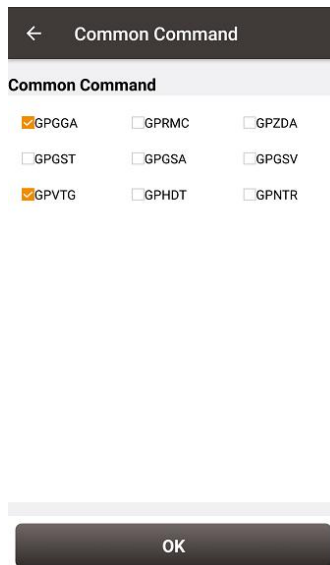 Common Command
Common Command
GPGGA GPRMC GPZDA
GPGST GPGSA GPGSV
GPVTG GPHDT GPNTR
OK